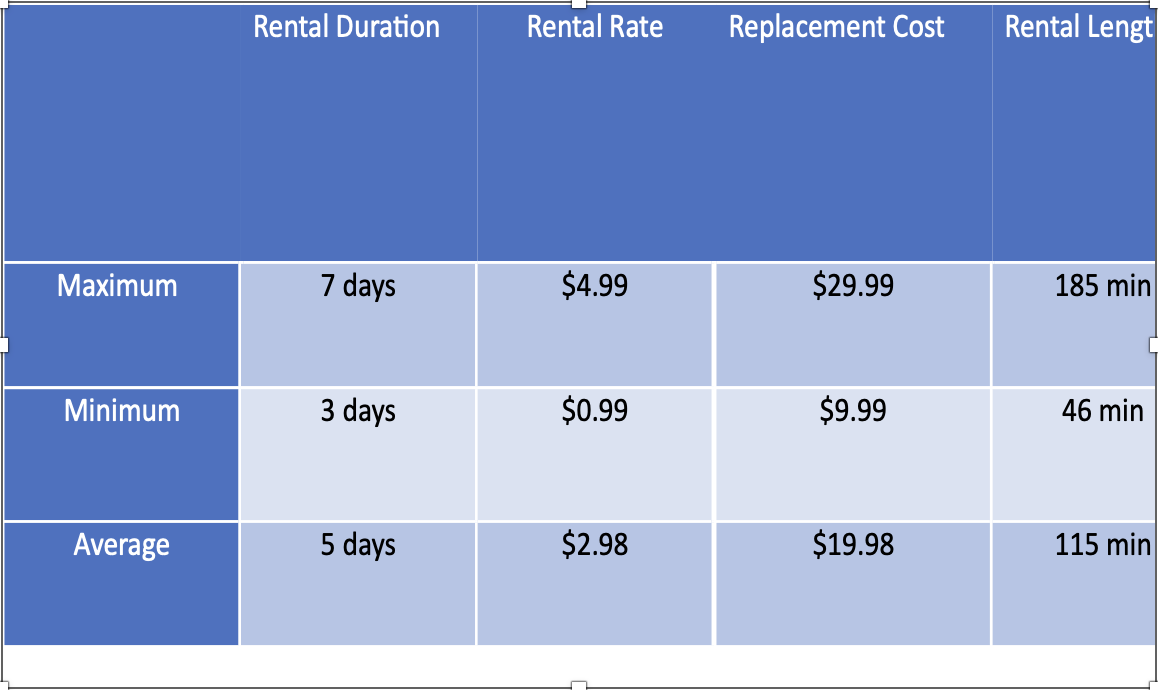 Rental Duration Rental Rate Replacement Cost Rental Lengt
Maximum 7 days $4.99 $29.99 185 min
Minimum 3 days $0.99 $9.99 46 min
Average 5 days $2.98 $19.98 115 min